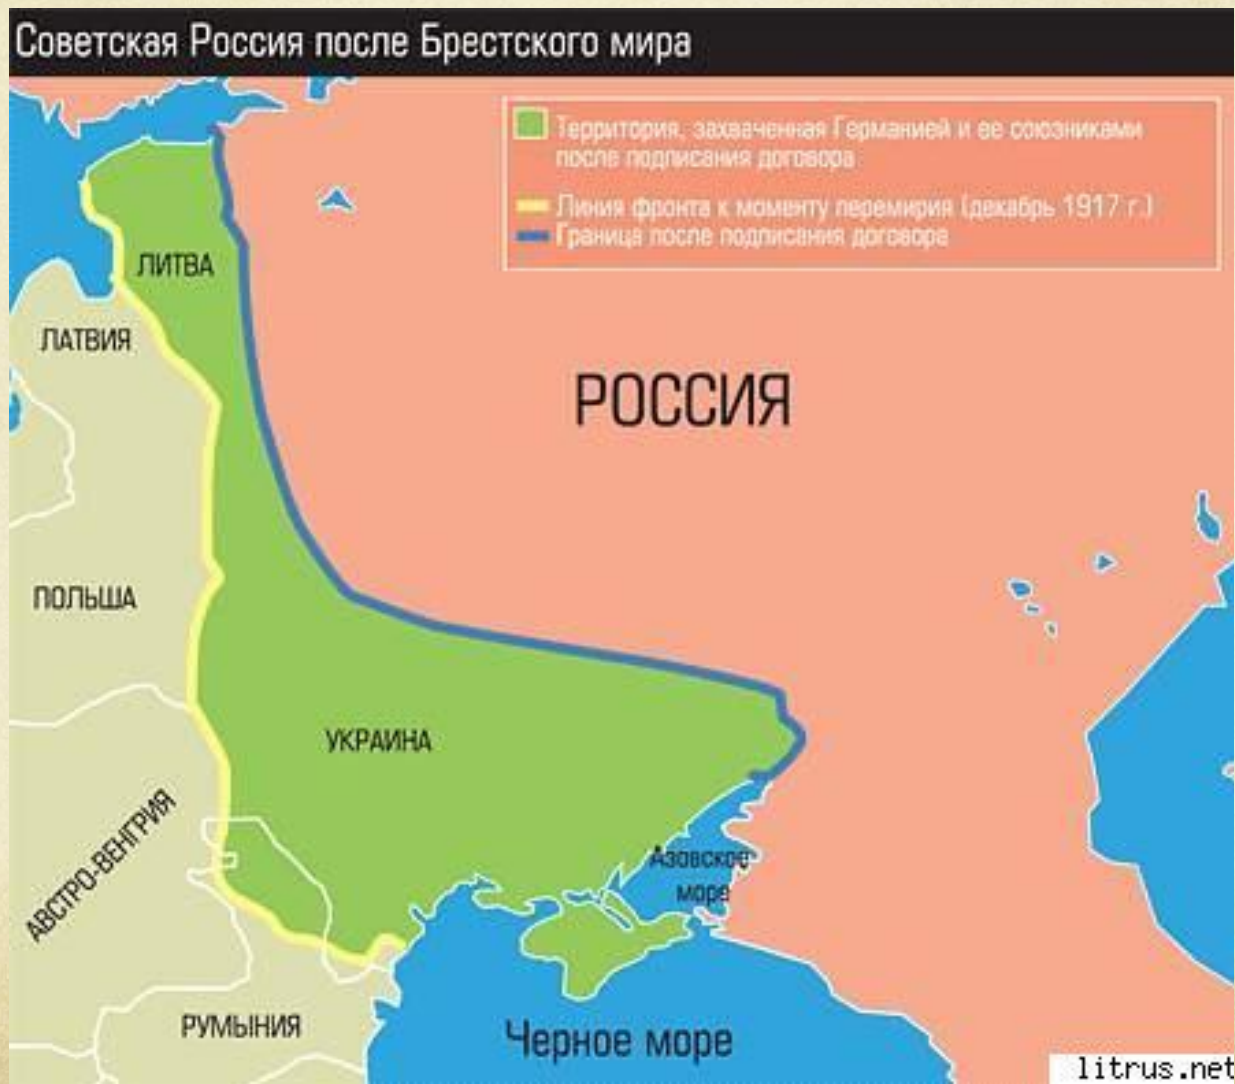 Советская Россия после Брестского мира
Территория, захваченная Германией и ее союзниками
после подписания договора
Линия фронта к моменту перемирия (декабрь 1917 г.)
Граница после подписания договора
ЛИТВА
ЛАТВИЯ
РОССИЯ
ПОЛЬША
УКРАИНА
АВСТРО-ВЕНГРИЯ
Азовское
море
РУМЫНИЯ
Черное море
litrus.net